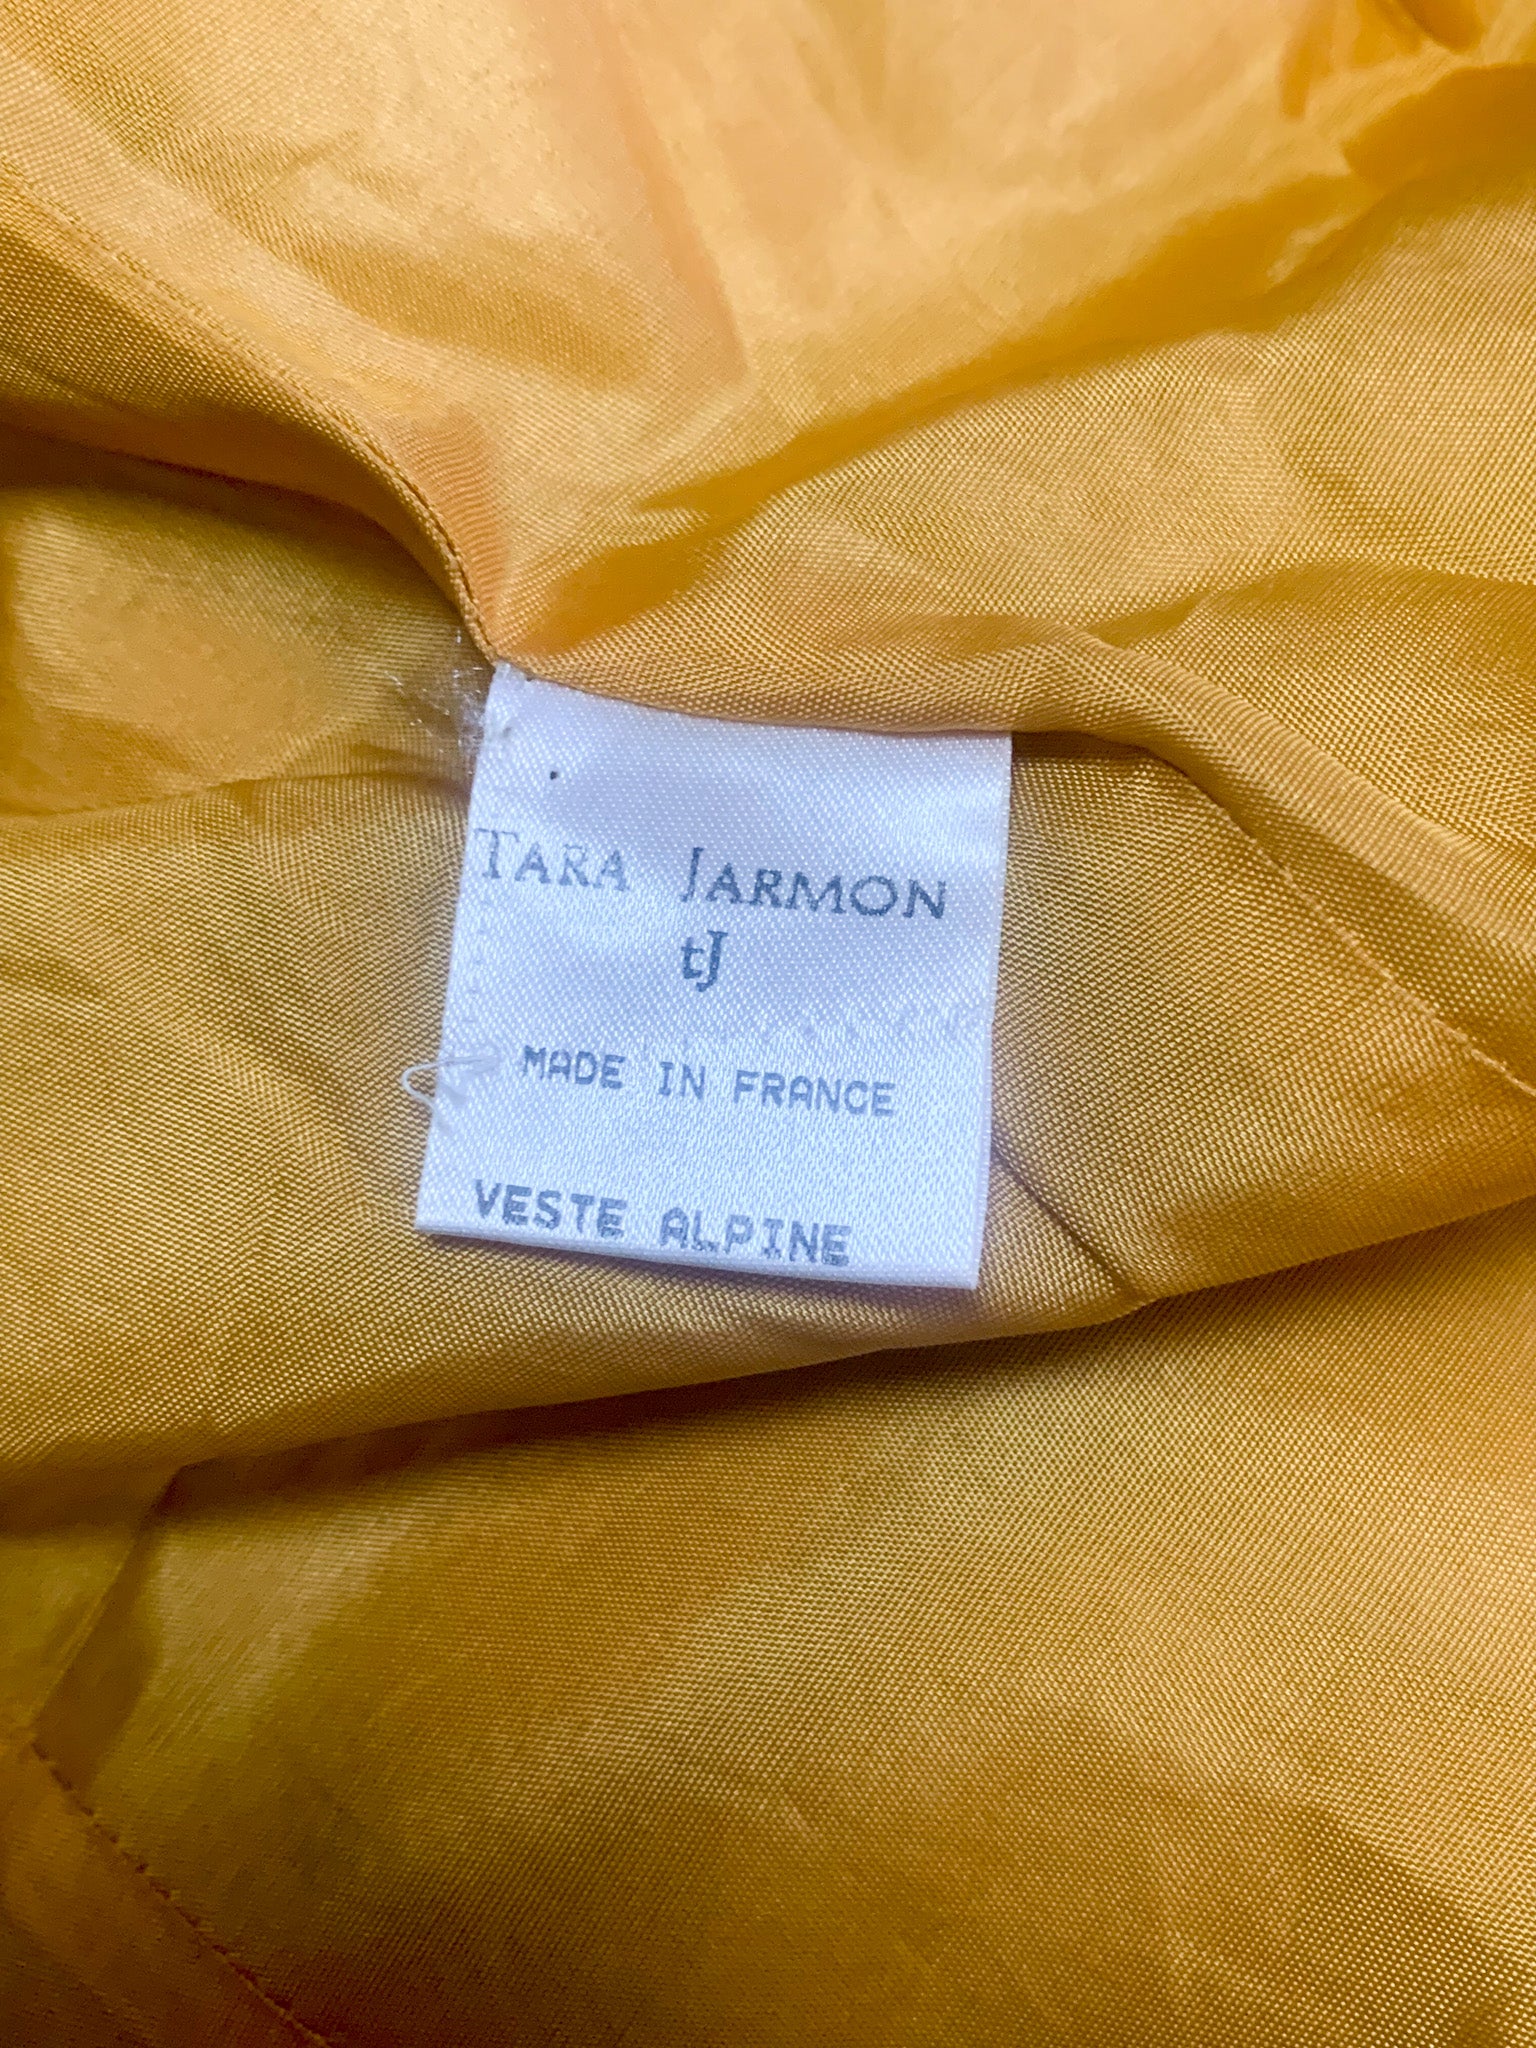 TARA JARMON
tJ
MADE IN FRANCE
VESTE ALPINE